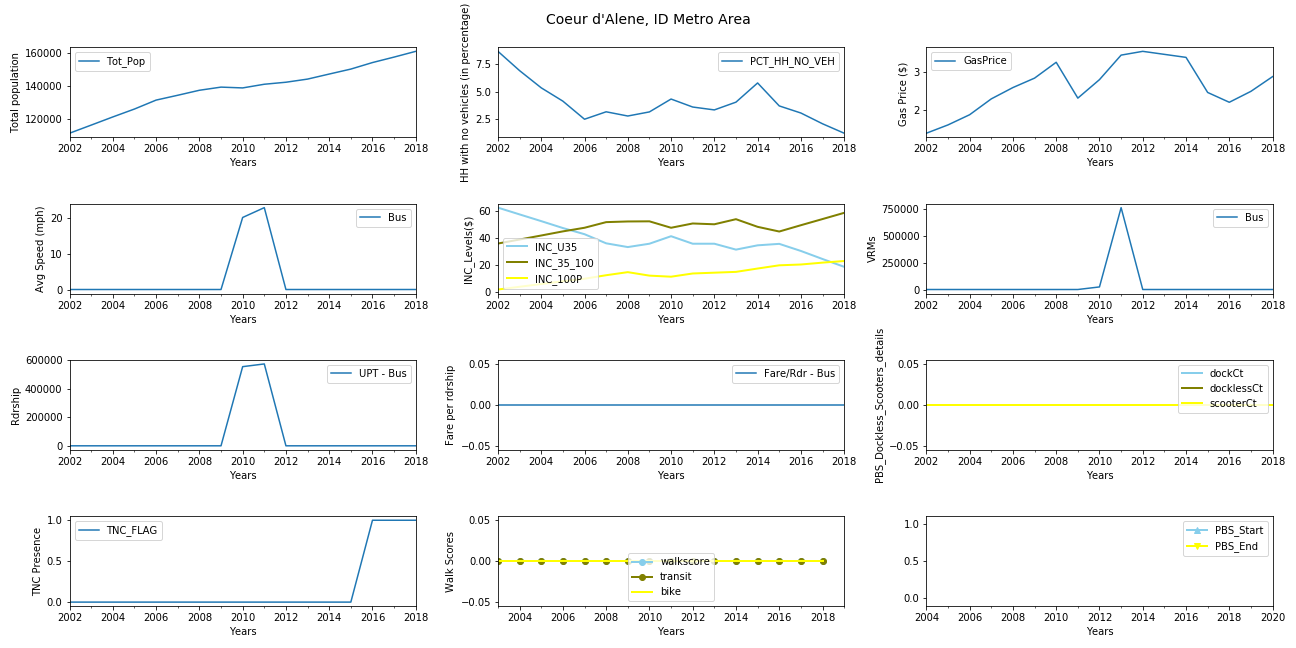 Coeur d'Alene, ID Metro Area
Total population
160000
140000
120000
Tot_Pop
2002 2004 2006 2008 2010 2012 2014 2016 2018
Years
HH with no vehicles (in percentage)
7.5
5.0
2.5
PCT_HH_NO_VEH
2002 2004 2006 2008 2010 2012 2014 2016 2018
Years
Gas Price ($)
3
2
GasPrice
2002 2004 2006 2008 2010 2012 2014 2016 2018
Years
Avg Speed (mph)
20
10
0
Bus
2002 2004 2006 2008 2010 2012 2014 2016 2018
Years
INC_Levels($)
60
40
20
0
INC_U35
INC_35_100
INC_100P
2002 2004 2006 2008 2010 2012 2014 2016 2018
Years
VRMs
750000
500000
250000
0
Bus
2002 2004 2006 2008 2010 2012 2014 2016 2018
Years
Rdrship
600000
400000
200000
0
UPT - Bus
2002 2004 2006 2008 2010 2012 2014 2016 2018
Years
Fare per rdrship
0.05
0.00
−0.05
Fare/Rdr - Bus
2002 2004 2006 2008 2010 2012 2014 2016 2018
Years
PBS_Dockless_Scooters_details
0.05
0.00
−0.05
dockCt
docklessCt
scooterCt
2002 2004 2006 2008 2010 2012 2014 2016 2018
Years
TNC Presence
1.0
0.5
0.0
TNC_FLAG
2002 2004 2006 2008 2010 2012 2014 2016 2018
Years
Walk Scores
0.05
0.00
−0.05
walkscore
transit
bike
2004 2006 2008 2010 2012 2014 2016 2018
Years
1.0
0.5
0.0
PBS_Start
PBS_End
2004 2006 2008 2010 2012 2014 2016 2018 2020
Years